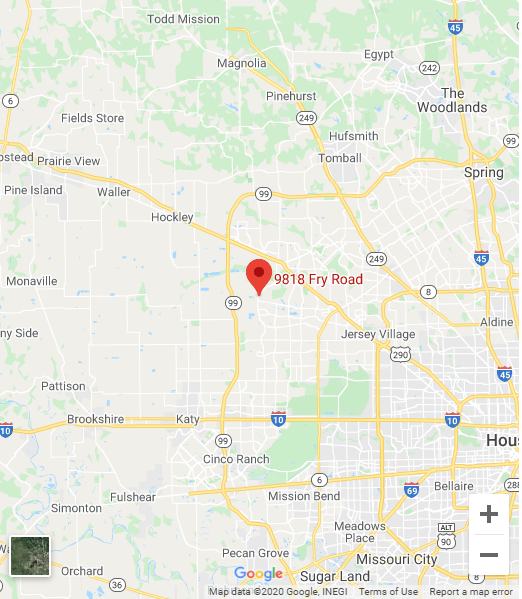 Todd Mission
45
Egypt
Magnolia
242
Pinehurst
The
Woodlands
6
249
Fields Store
Hufsmith
99
Tomball
Prairie View
Spring
Pine Island
Waller
99
Hockley
45
249
Monaville
9818 Fry Road
8
99
Aldine
Jersey Village
290
45
Pattison
Brookshire
Katy
10
10
10
99
Hous
Cinco Ranch
6
Bellaire
288
69
Fulshear
Mission Bend
Simonton
ALT
90
Meadows
Place
Pecan Grove
Missouri City
Orchard
Google
Sugar Land
8
36
+
−
Map data ©2020 Google, INEGI
Terms of Use
Report a map error